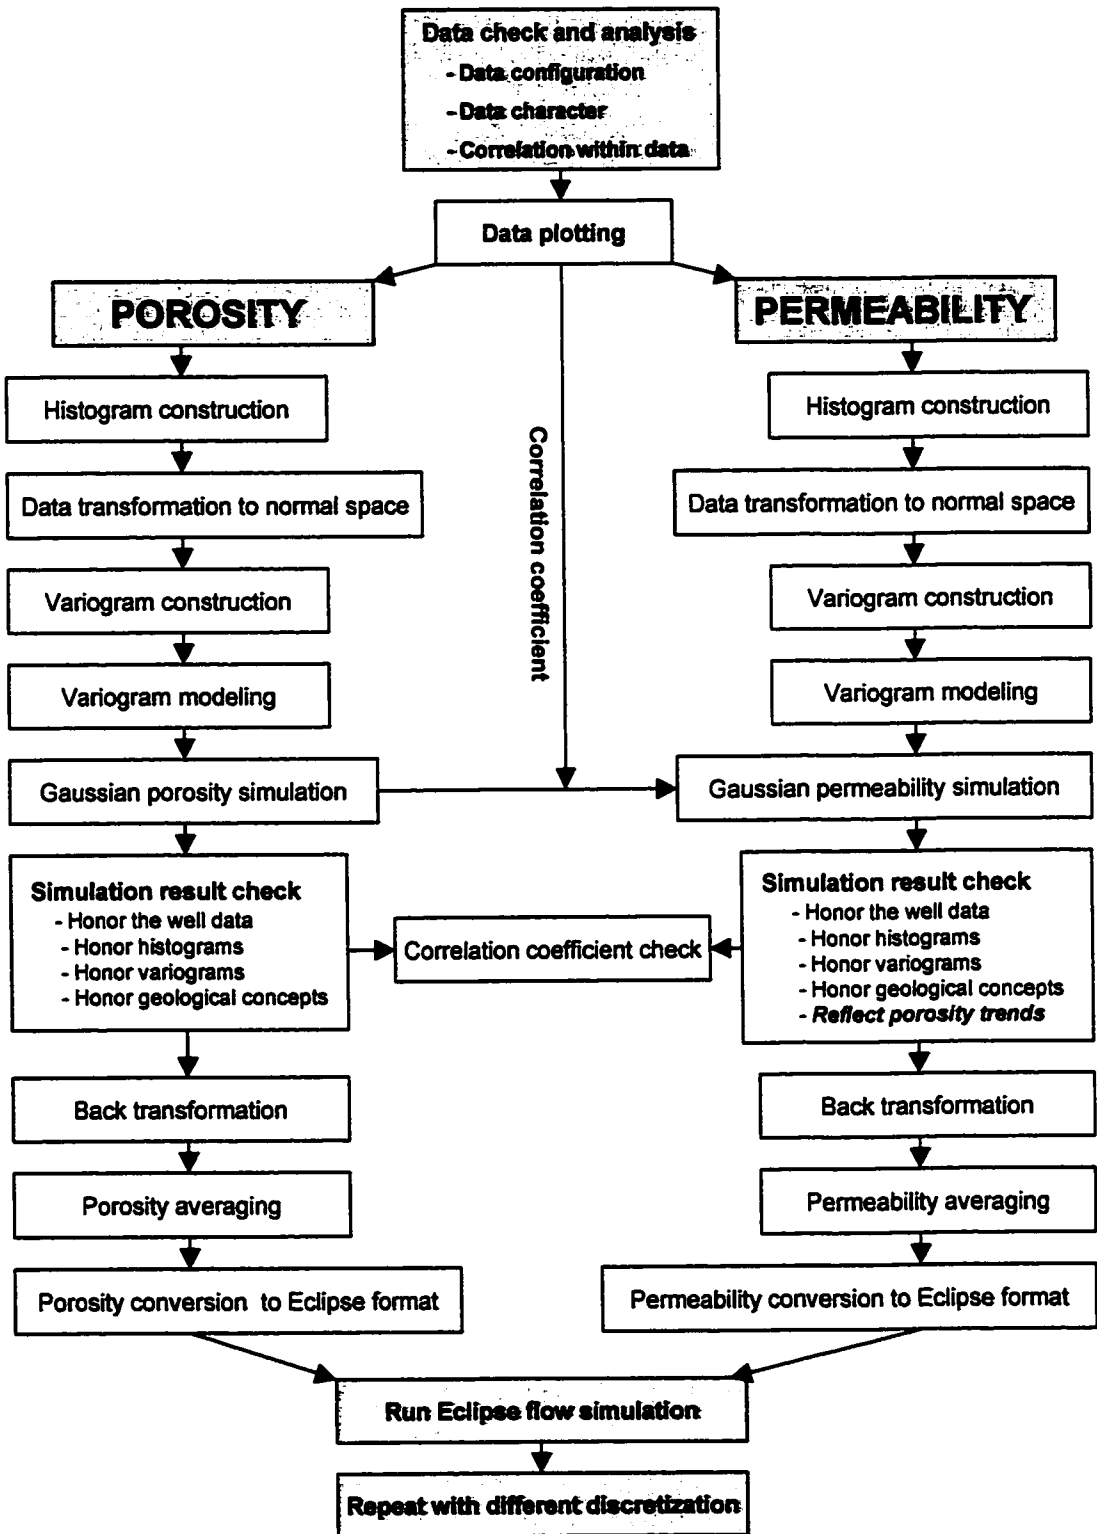 Data check and analysis
- Data configuration
- Data character
- Correlation within data
Data plotting
POROSITY
PERMEABILITY
Histogram construction
Histogram construction
Data transformation to normal space
Data transformation to normal space
Correlation coefficient
Variogram construction
Variogram construction
Variogram modeling
Variogram modeling
Gaussian porosity simulation
Gaussian permeability simulation
Simulation result check
- Honor the well data
- Honor histograms
- Honor variograms
- Honor geological concepts
Correlation coefficient check
Simulation result check
- Honor the well data
- Honor histograms
- Honor variograms
- Honor geological concepts
- Reflect porosity trends
Back transformation
Back transformation
Porosity averaging
Permeability averaging
Porosity conversion to Eclipse format
Permeability conversion to Eclipse format
Run Eclipse flow simulation
Repeat with different discretization